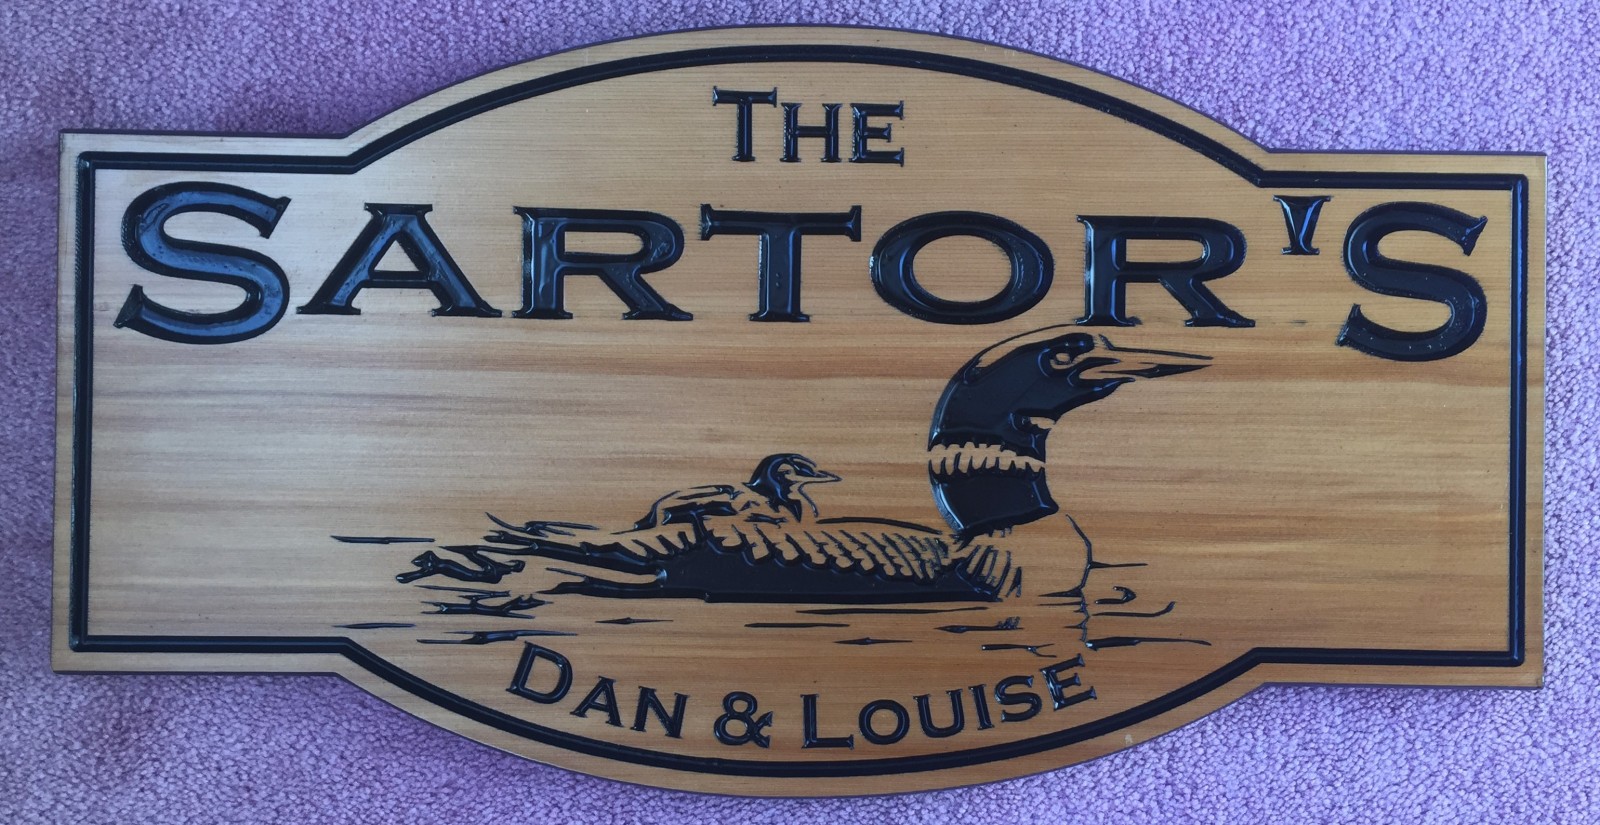 THE
SARTOR'S
DAN & LOUISE